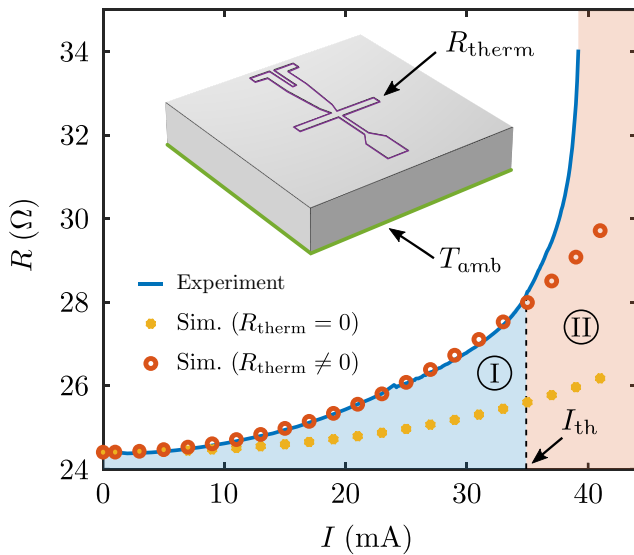 34
32
30
28
26
24
R (Ω)
R_therm
T_amb
Experiment
Sim. (R_therm = 0)
Sim. (R_therm ≠ 0)
I
II
I_th
0
10
20
30
40
I (mA)